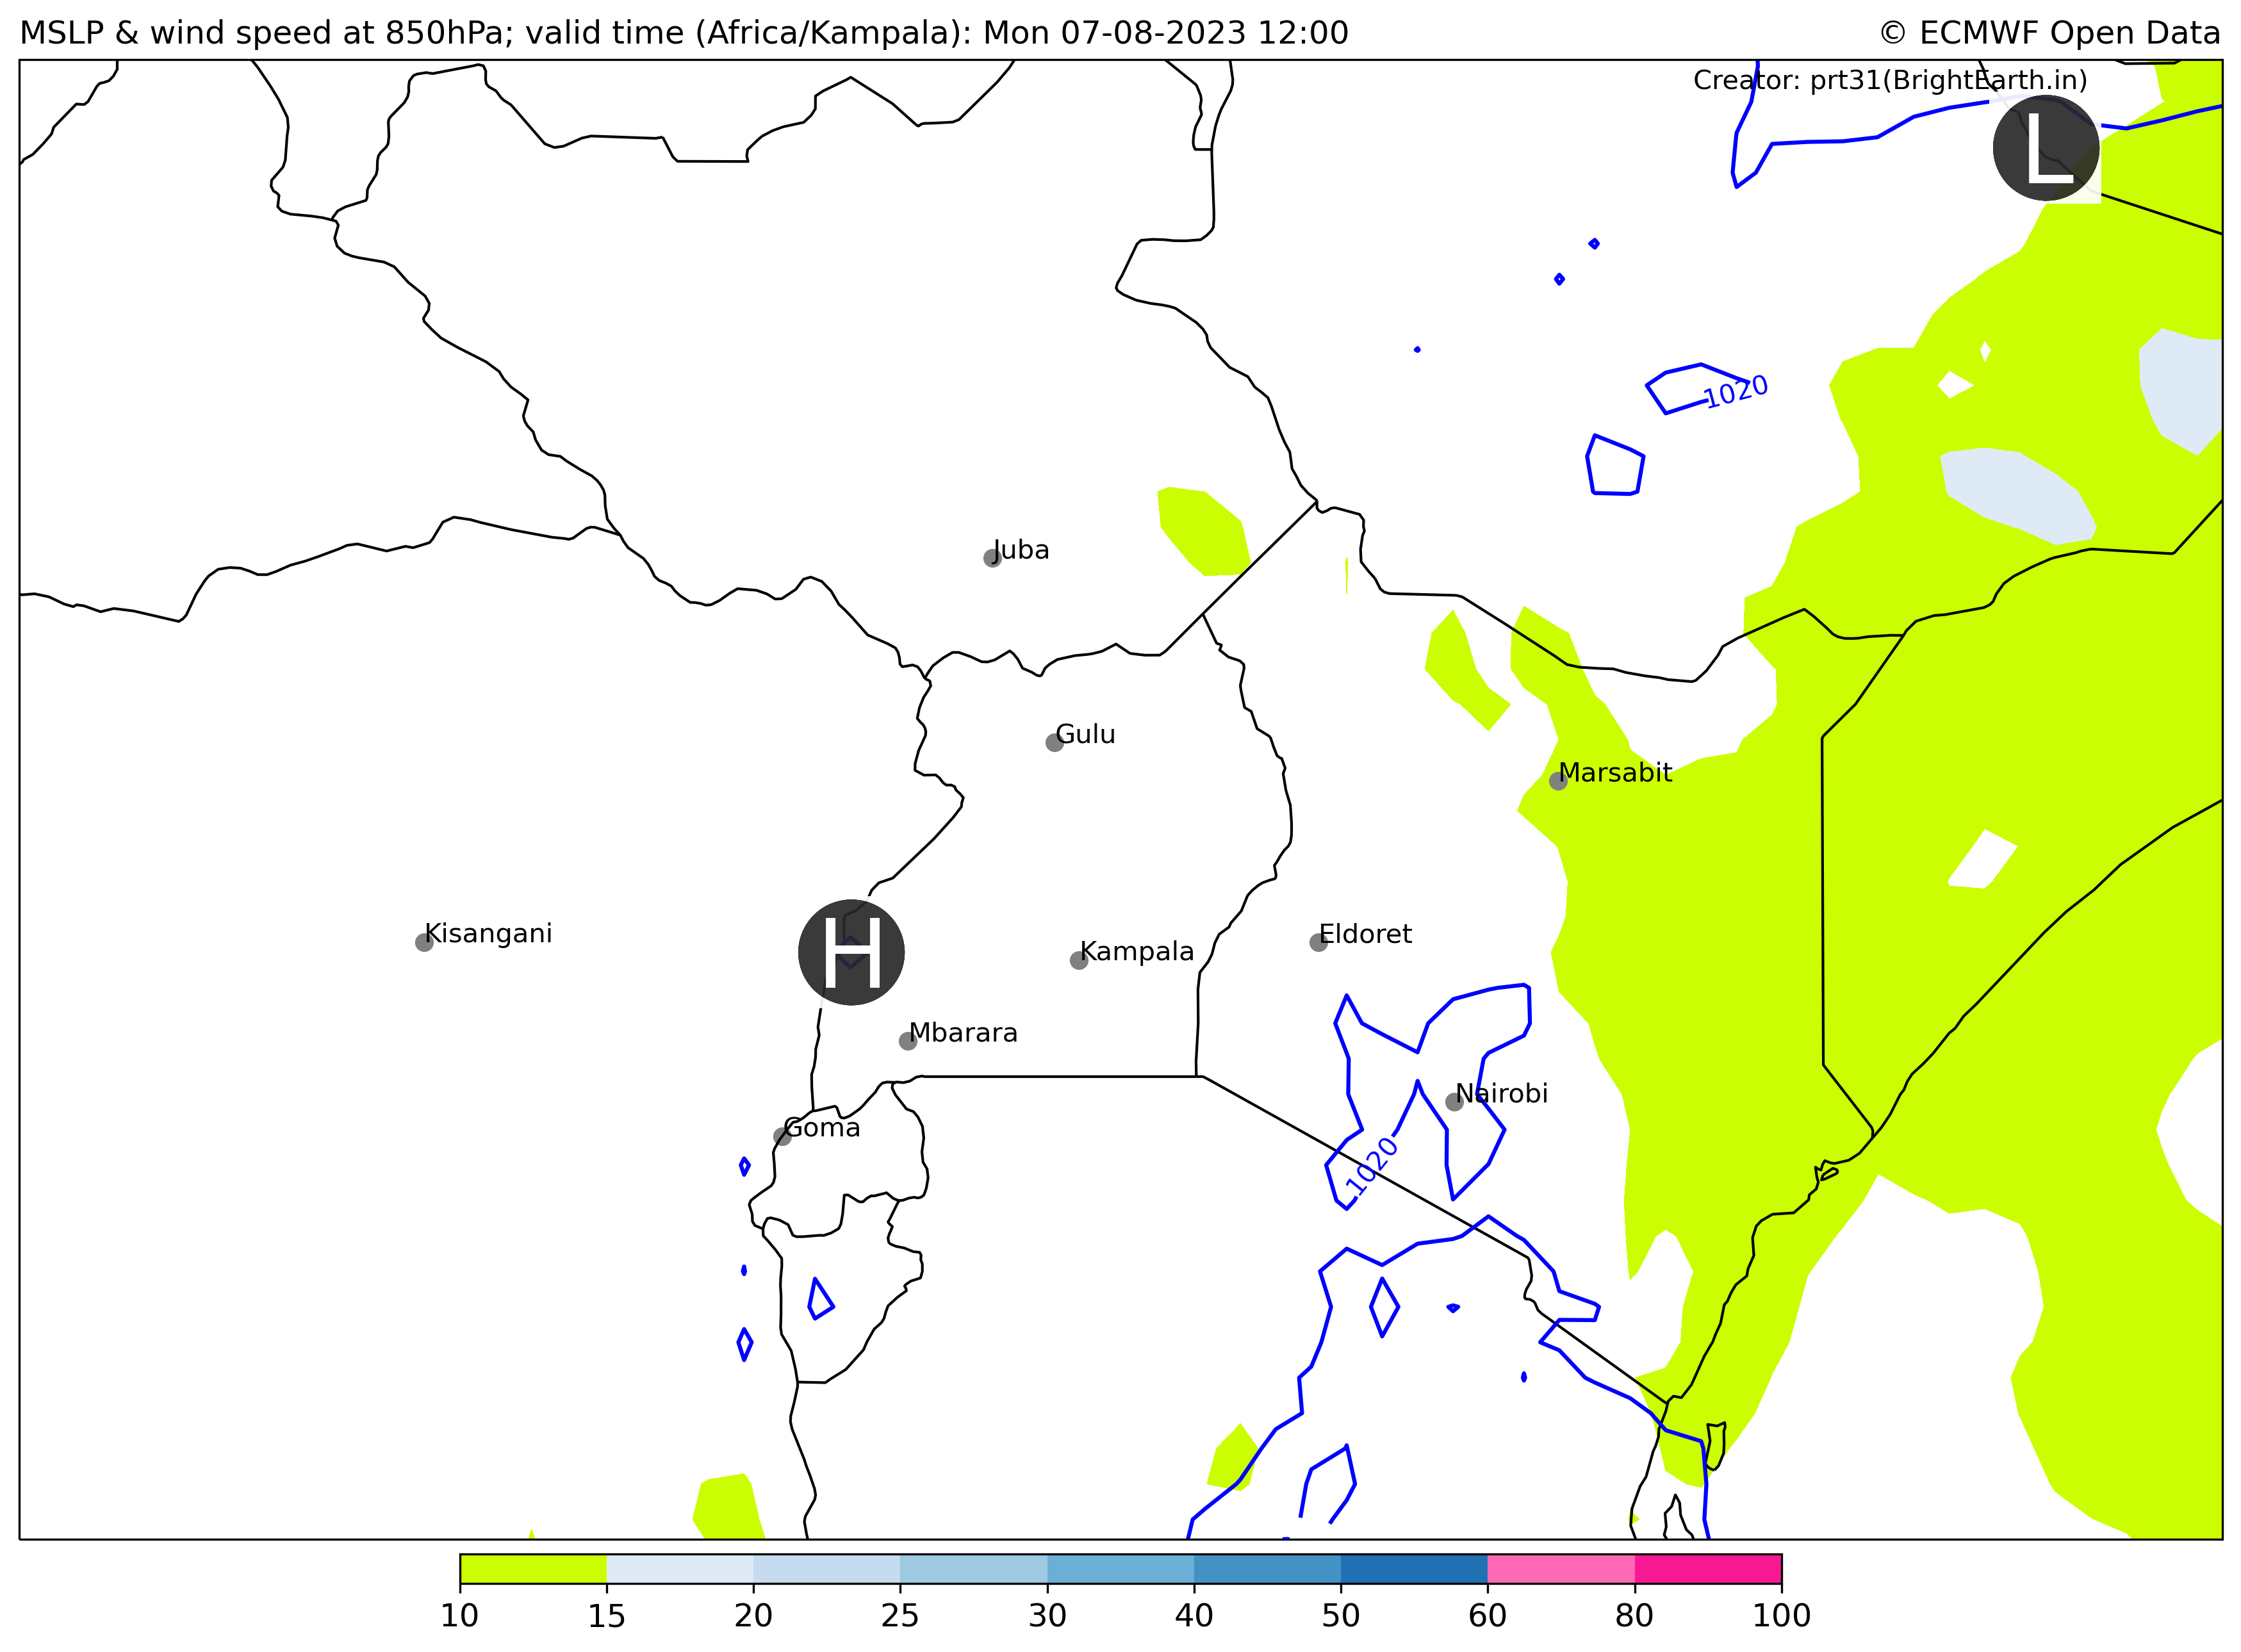 MSLP & wind speed at 850hPa; valid time (Africa/Kampala): Mon 07-08-2023 12:00
© ECMWF Open Data
Creator: prt31(BrightEarth.in)
L
1020
Juba
Gulu
Marsabit
Kisangani
H
Kampala
Eldoret
Mbarara
Nairobi
Goma
1020
10 15 20 25 30 40 50 60 80 100